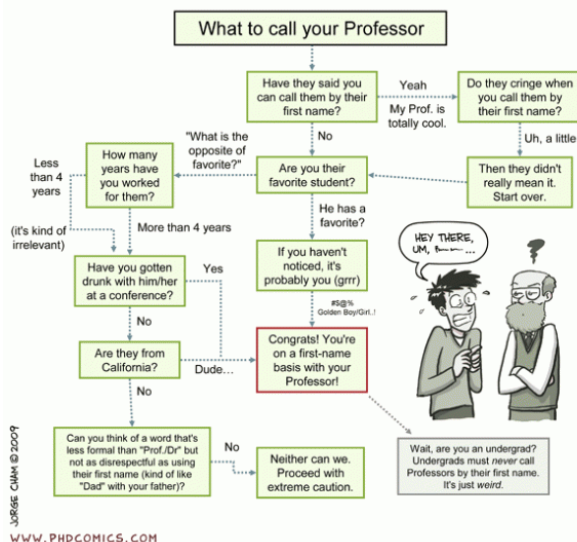 What to call your Professor
Have they said you
can call them by their
first name?
Yeah
My Prof. is
totally cool.
Do they cringe when
you call them by
their first name?
No
Uh, a little
"What is the
opposite of
favorite?"
Less
than 4
years
How many
years have
you worked
for them?
Are you their
favorite student?
Then they didn't
really mean it.
Start over.
He has a
favorite?
(it's kind of
irrelevant)
More than 4 years
If you haven't
noticed, it's
probably you (grrr)
HEY THERE,
UM,
Have you gotten
drunk with him/her
at a conference?
Yes
#$@%
Golden Boy/Girl..!
No
Are they from
California?
Dude...
Congrats! You're
on a first-name
basis with your
Professor!
No
Can you think of a word that's
less formal than "Prof./Dr" but
not as disrespectful as using
their first name (kind of like
"Dad" with your father)?
No
Neither can we.
Proceed with
extreme caution.
Wait, are you an undergrad?
Undergrads must never call
Professors by their first name.
It's just weird.
JORGE CHAM ©2009
WWW.PHDCOMICS.COM